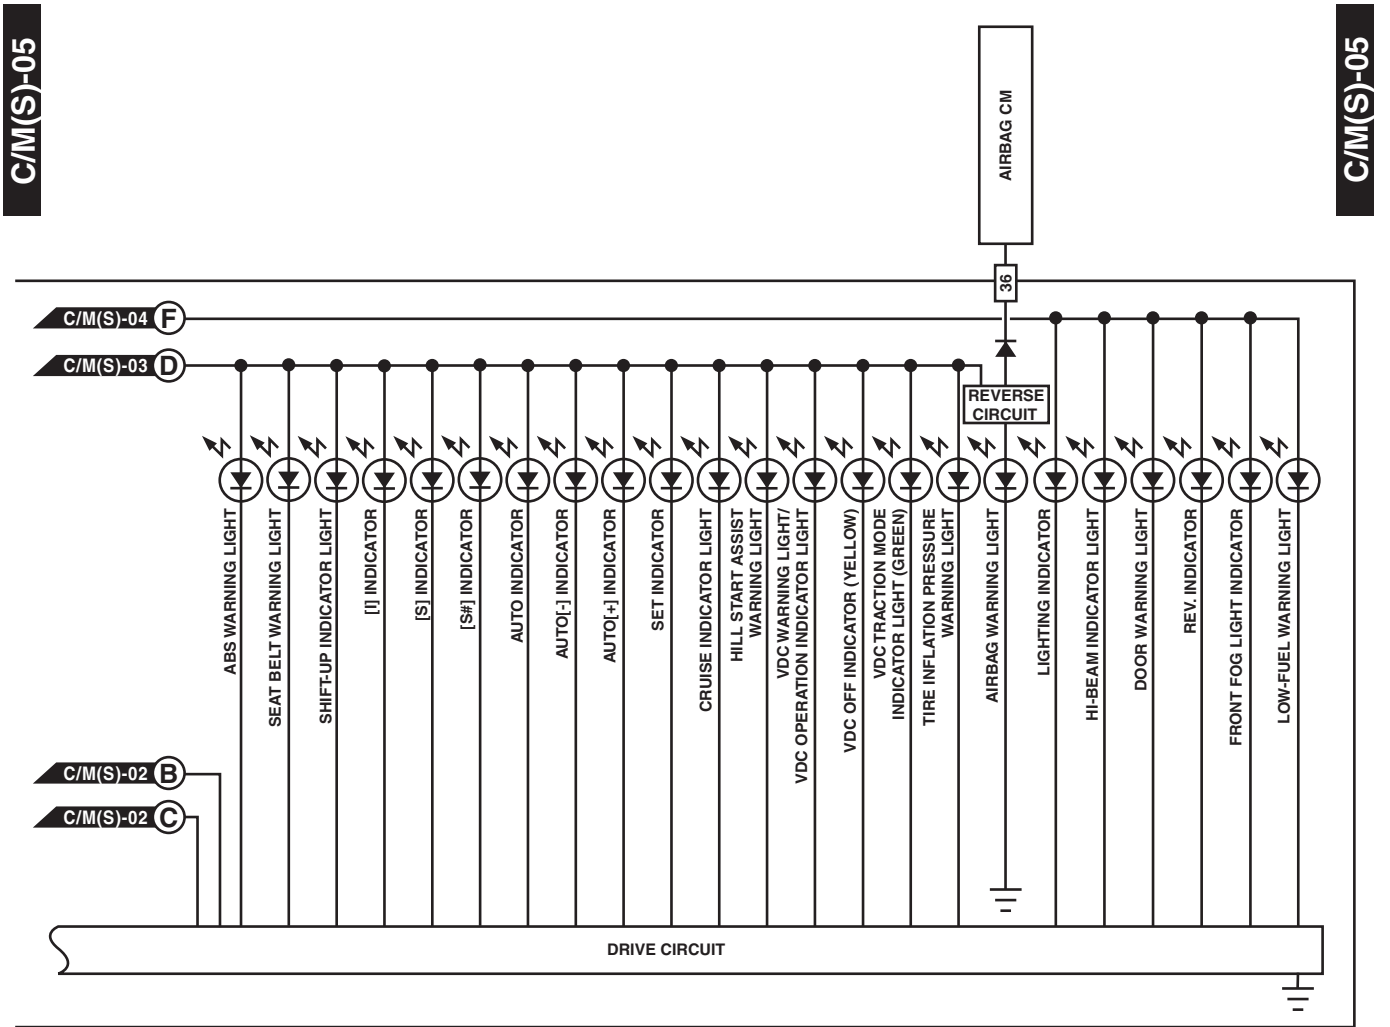 C/M(S)-05
C/M(S)-05
AIRBAG CM
36
C/M(S)-04 F
C/M(S)-03 D
REVERSE
CIRCUIT
ABS WARNING LIGHT
SEAT BELT WARNING LIGHT
SHIFT-UP INDICATOR LIGHT
[I] INDICATOR
[S] INDICATOR
[S#] INDICATOR
AUTO INDICATOR
AUTO[-] INDICATOR
AUTO[+] INDICATOR
SET INDICATOR
CRUISE INDICATOR LIGHT
HILL START ASSIST
WARNING LIGHT
VDC WARNING LIGHT/
VDC OPERATION INDICATOR LIGHT
VDC OFF INDICATOR (YELLOW)
VDC TRACTION MODE
INDICATOR LIGHT (GREEN)
TIRE INFLATION PRESSURE
WARNING LIGHT
AIRBAG WARNING LIGHT
LIGHTING INDICATOR
HI-BEAM INDICATOR LIGHT
DOOR WARNING LIGHT
REV. INDICATOR
FRONT FOG LIGHT INDICATOR
LOW-FUEL WARNING LIGHT
C/M(S)-02 B
C/M(S)-02 C
DRIVE CIRCUIT